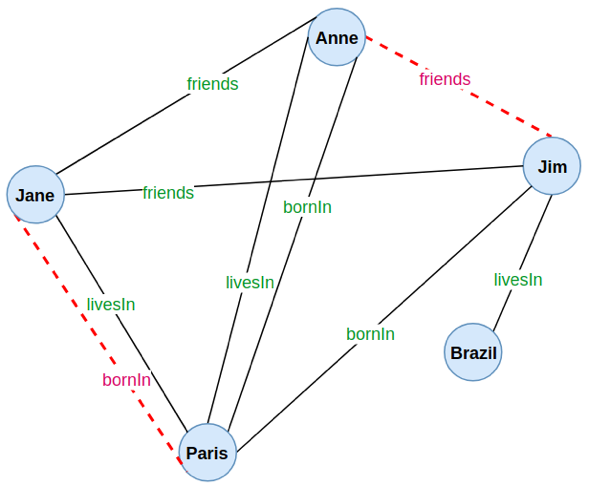 Anne
friends
friends
Jane
Jim
friends
bornIn
livesIn
livesIn
livesIn
bornIn
Brazil
bornIn
Paris